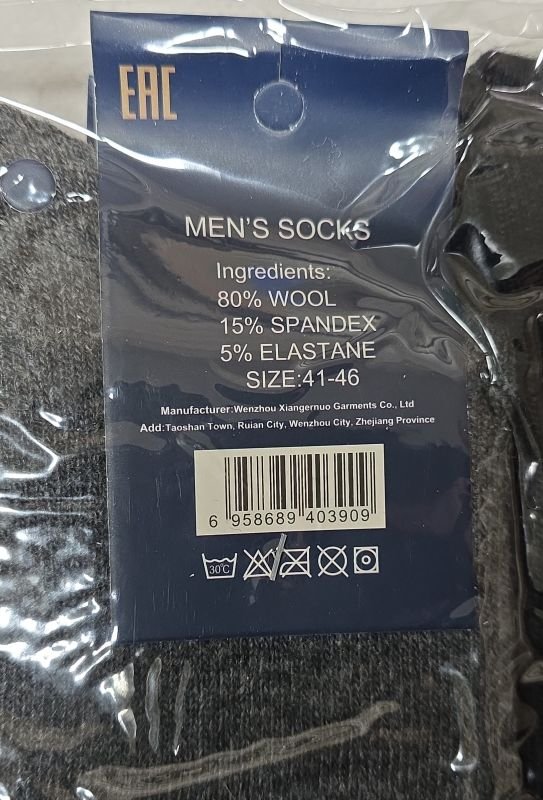 EAC
MEN'S SOCKS
Ingredients:
80% WOOL
15% SPANDEX
5% ELASTANE
SIZE:41-46
Manufacturer:Wenzhou Xiangernuo Garments Co., Ltd
Add:Taoshan Town, Ruian City, Wenzhou City, Zhejiang Province
6 958689 403909
30°C